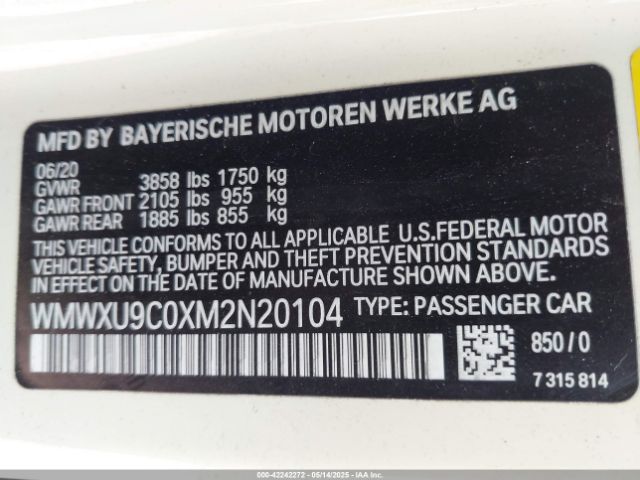 MFD BY BAYERISCHE MOTOREN WERKE AG
06/20
GVWR 3858 lbs 1750 kg
GAWR FRONT 2105 lbs 955 kg
GAWR REAR 1885 lbs 855 kg
THIS VEHICLE CONFORMS TO ALL APPLICABLE U.S.FEDERAL MOTOR
VEHICLE SAFETY, BUMPER AND THEFT PREVENTION STANDARDS
IN EFFECT ON THE DATE OF MANUFACTURE SHOWN ABOVE.
WMWXU9C0XM2N20104 TYPE: PASSENGER CAR
850/0
7 315 814
000-42242272 - 05/14/2025 - IAAI.COM